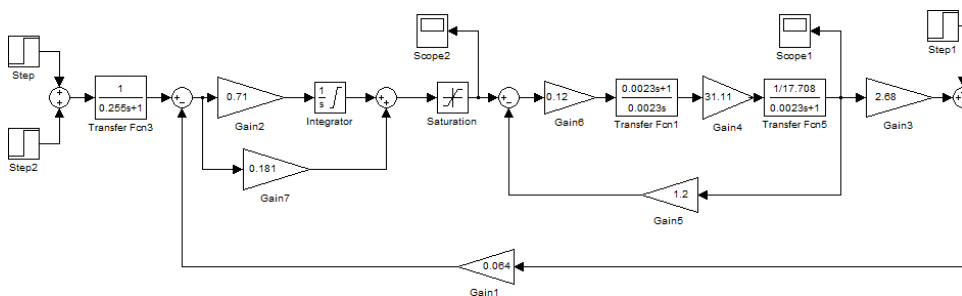 Step
Step2
1
0.255s+1
Transfer Fcn3
0.71
Gain2
0.181
Gain7
1
s
Integrator
Saturation
Scope2
0.12
Gain6
0.0023s+1
0.0023s
Transfer Fcn1
31.11
Gain4
1/17.708
0.0023s+1
Transfer Fcn5
Scope1
2.68
Gain3
Step1
1.2
Gain5
0.064
Gain1